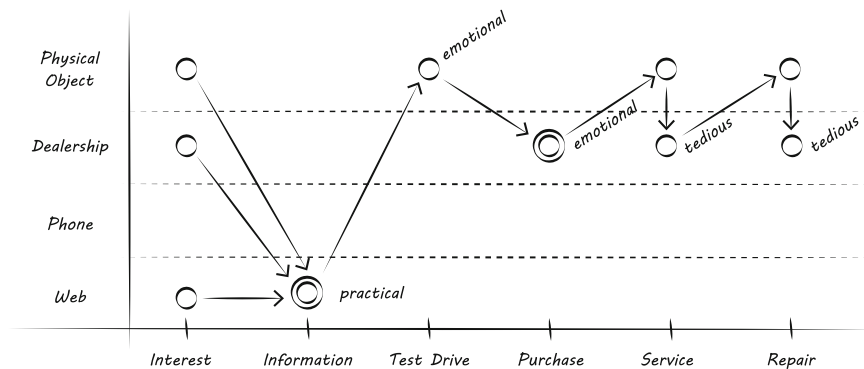 emotional
Physical
Object
emotional
tedious
tedious
Dealership
Phone
Web
practical
Interest
Information
Test Drive
Purchase
Service
Repair